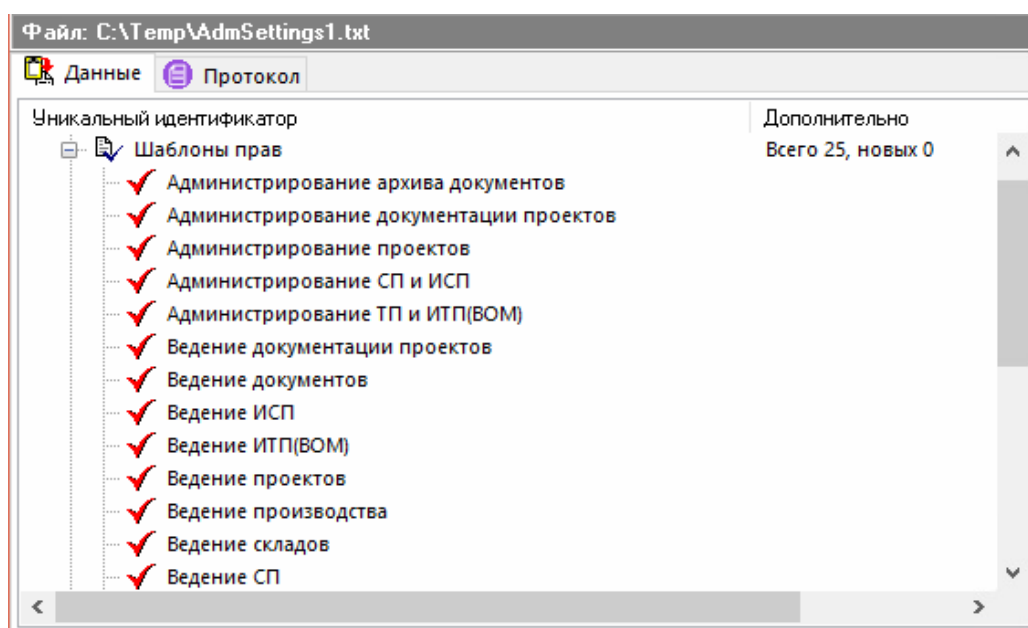 Файл: C:\Temp\AdmSettings1.txt
Данные Протокол
Уникальный идентификатор Дополнительно
Шаблоны прав Всего 25, новых 0
Администрирование архива документов
Администрирование документации проектов
Администрирование проектов
Администрирование СП и ИСП
Администрирование ТП и ИТП(BOM)
Ведение документации проектов
Ведение документов
Ведение ИСП
Ведение ИТП(BOM)
Ведение проектов
Ведение производства
Ведение складов
Ведение СП